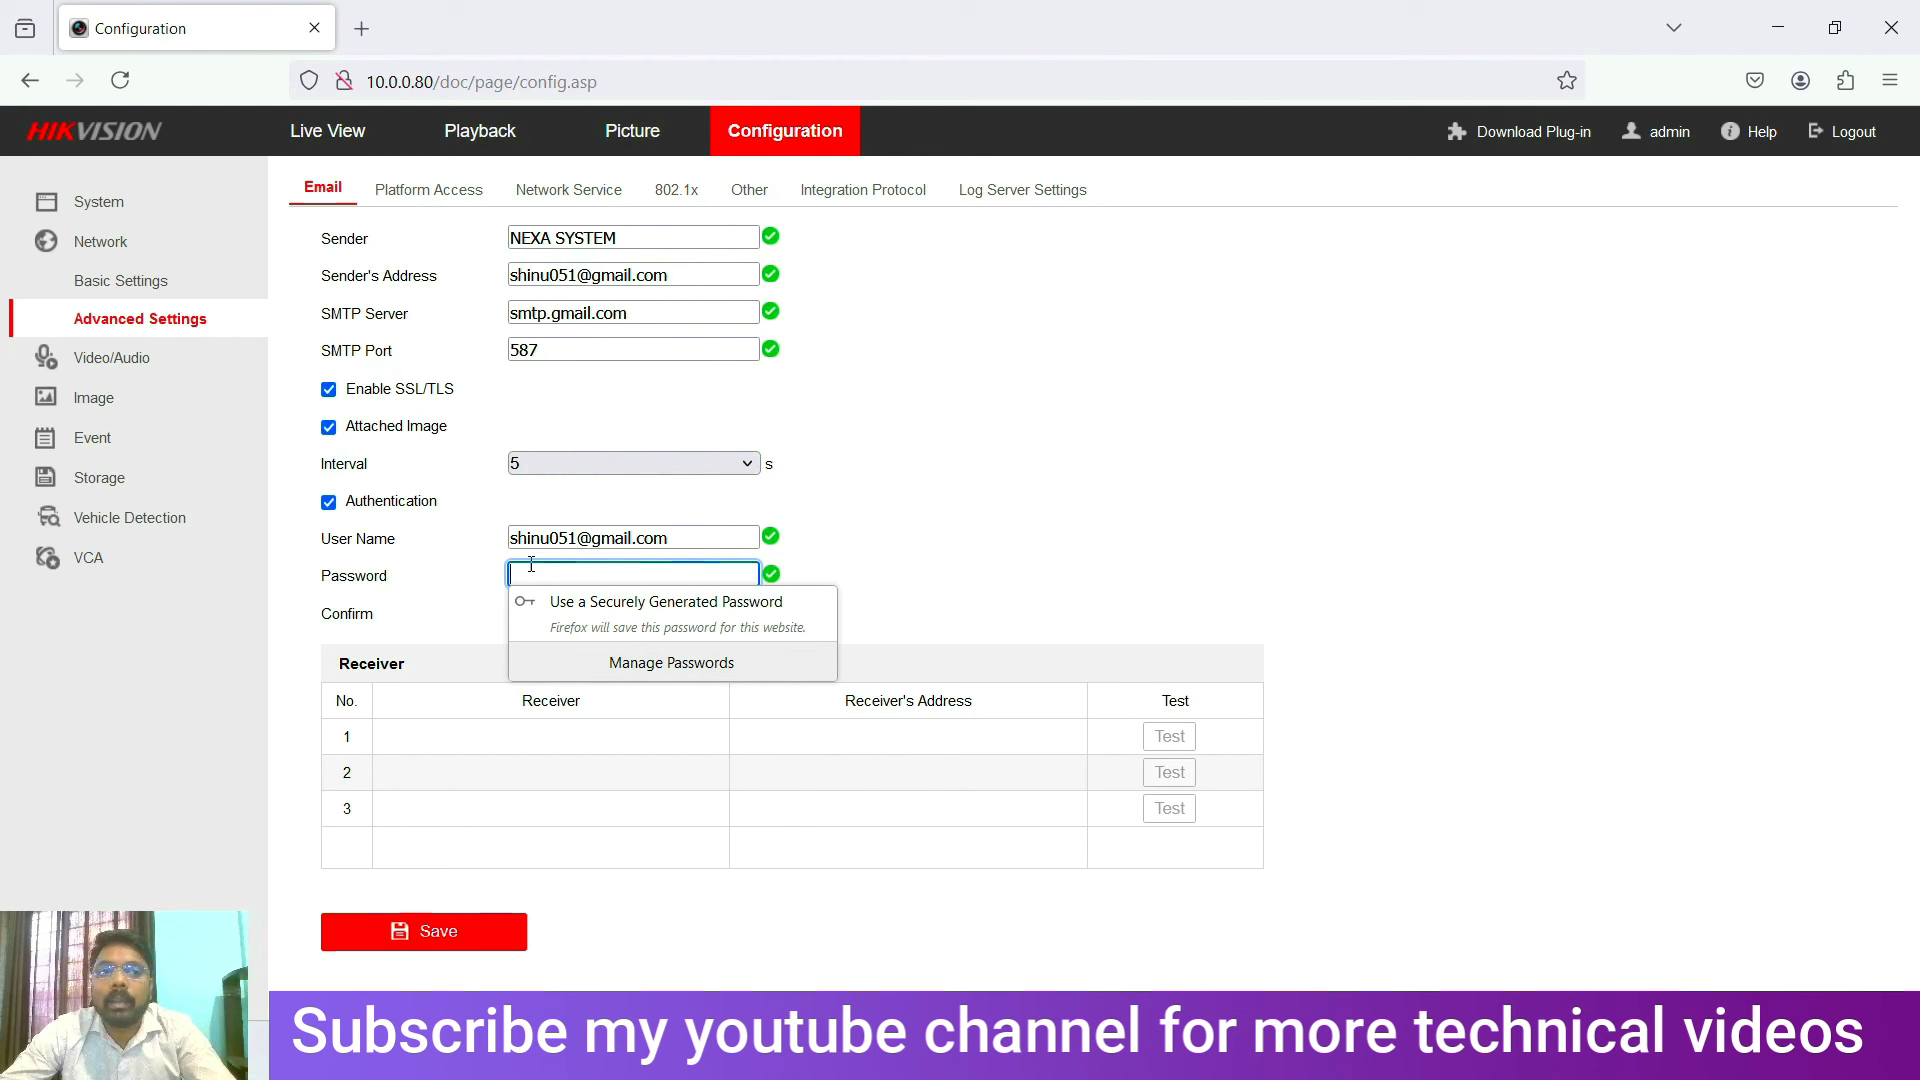 Configuration
10.0.0.80/doc/page/config.asp
HIKVISION
Live View
Playback
Picture
Configuration
Download Plug-in
admin
Help
Logout
System
Network
Basic Settings
Advanced Settings
Video/Audio
Image
Event
Storage
Vehicle Detection
VCA
Email
Platform Access
Network Service
802.1x
Other
Integration Protocol
Log Server Settings
Sender NEXA SYSTEM
Sender's Address shinu051@gmail.com
SMTP Server smtp.gmail.com
SMTP Port 587
Enable SSL/TLS
Attached Image
Interval 5 s
Authentication
User Name shinu051@gmail.com
Password
Confirm
Use a Securely Generated Password
Firefox will save this password for this website.
Manage Passwords
Receiver
No. Receiver Receiver's Address Test
1 Test
2 Test
3 Test
Save
Subscribe my youtube channel for more technical videos